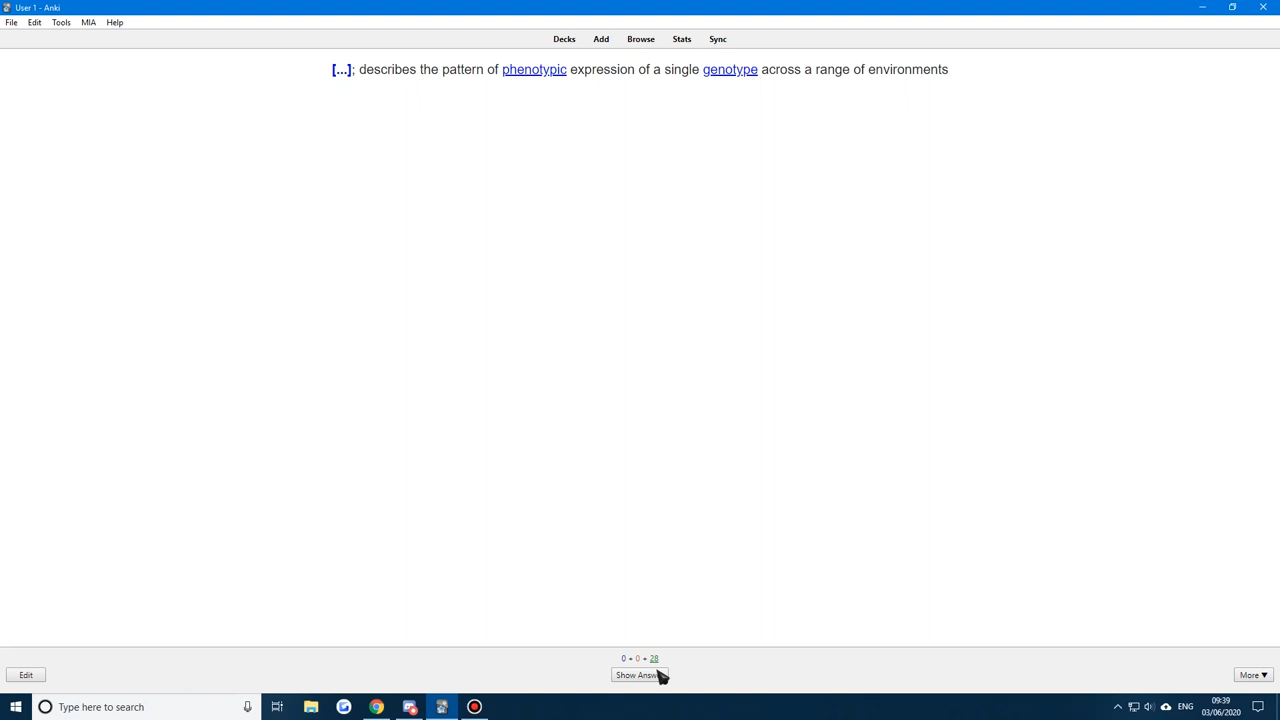 User 1 - Anki
File Edit Tools MIA Help
Decks Add Browse Stats Sync
[...]; describes the pattern of phenotypic expression of a single genotype across a range of environments
0 + 0 + 28
Edit Show More ▼
Type here to search ENG 09:39
03/06/2020